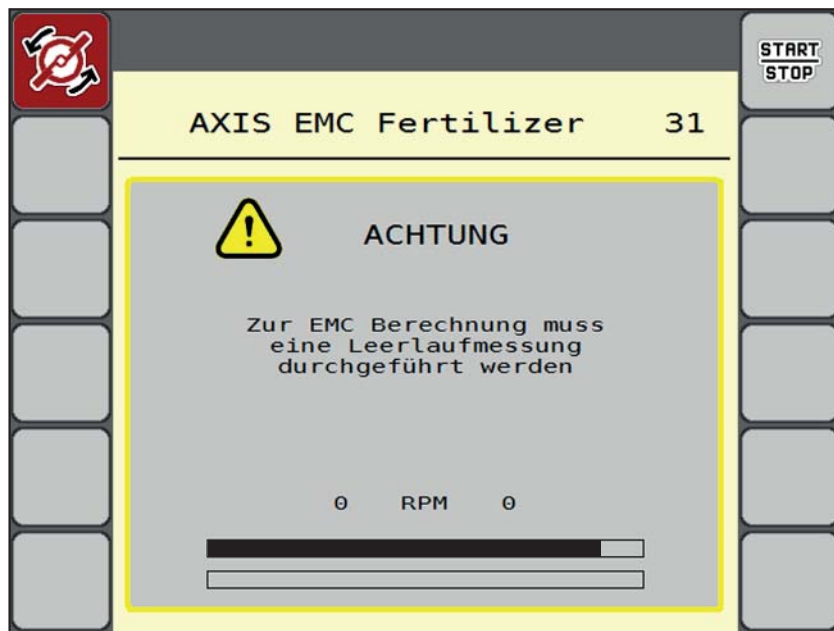 START
STOP
AXIS EMC Fertilizer 31
ACHTUNG
Zur EMC Berechnung muss
eine Leerlaufmessung
durchgeführt werden
0 RPM 0